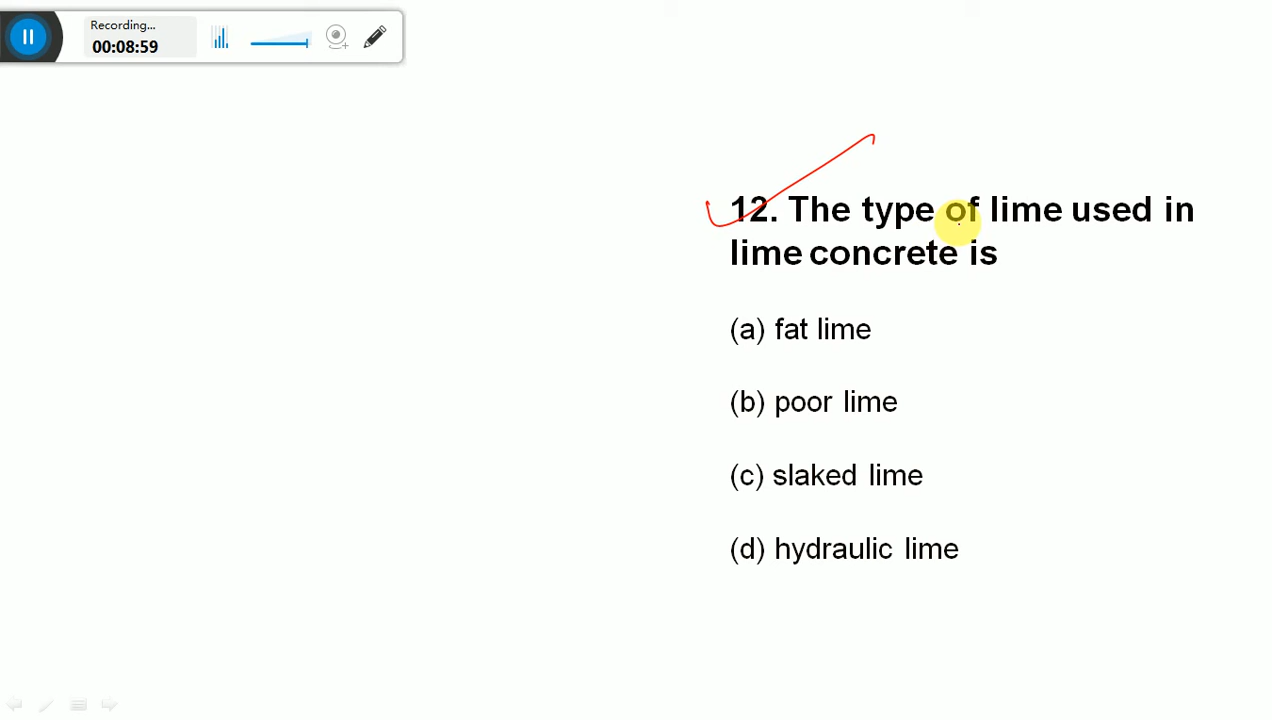 Recording...
00:08:59
12. The type of lime used in
lime concrete is
(a) fat lime
(b) poor lime
(c) slaked lime
(d) hydraulic lime